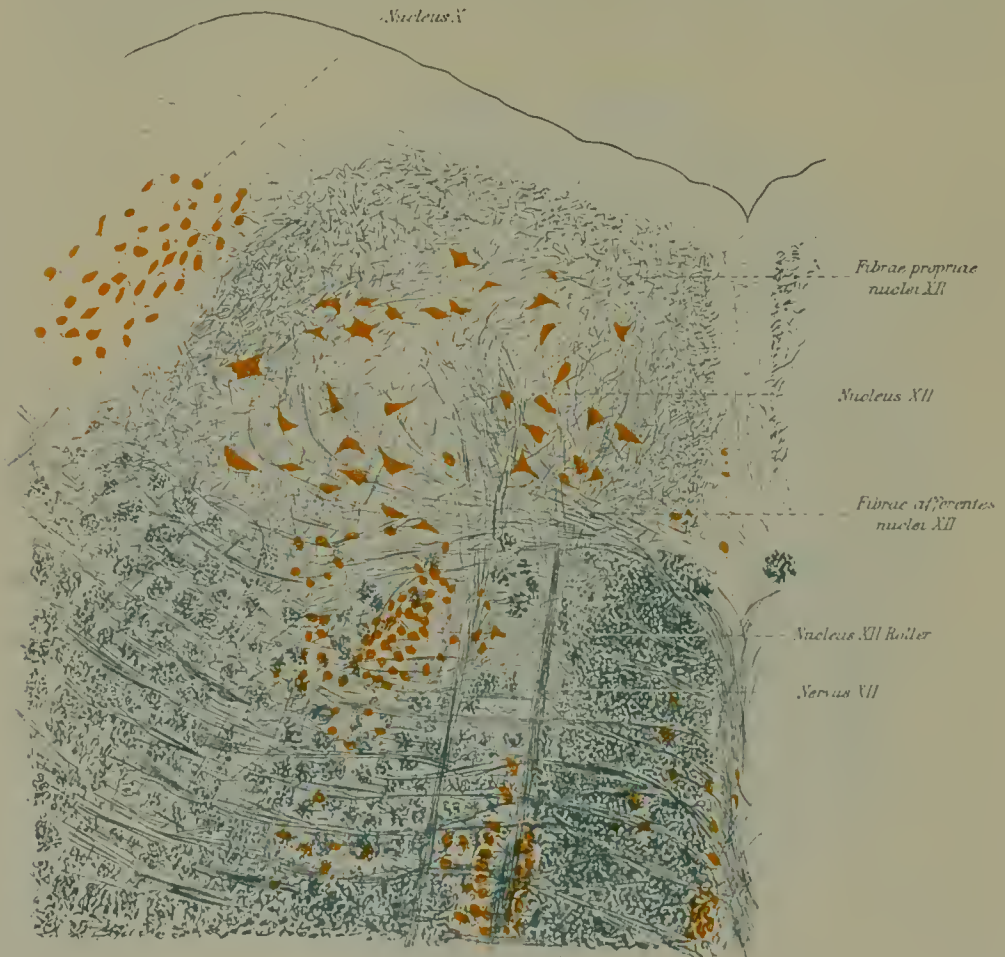 Nucleus X
Fibrae propriae
nuclei XII
Nucleus XII
Fibrae afferentes
nuclei XII
Nucleus XII Roller
Nervus XII